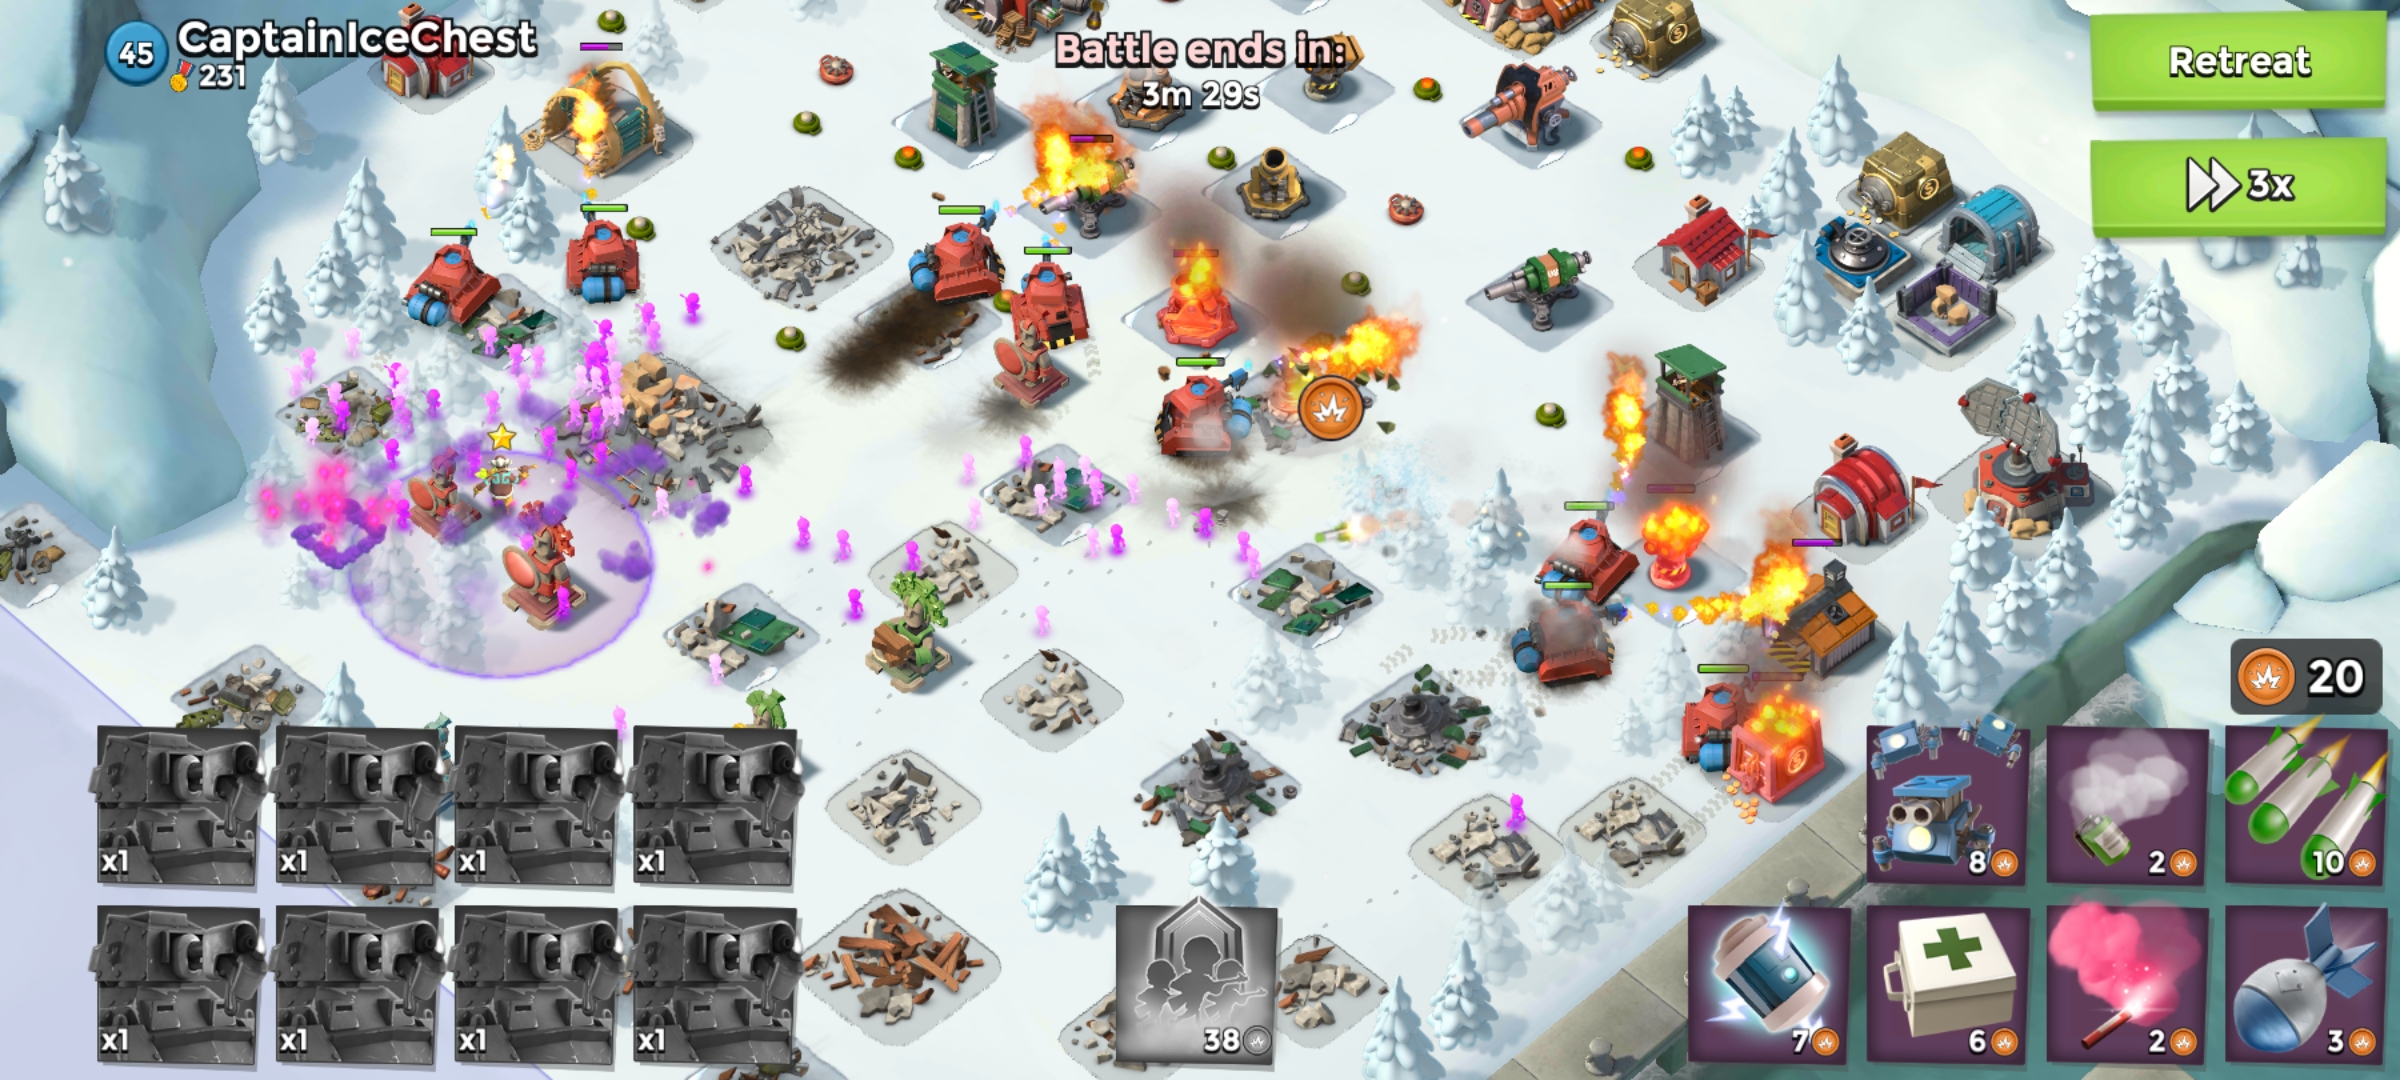 45
CaptainIceChest
231
Battle ends in:
3m 29s
Retreat
3x
20
x1
x1
x1
x1
8
2
10
x1
x1
x1
x1
38
7
6
2
3